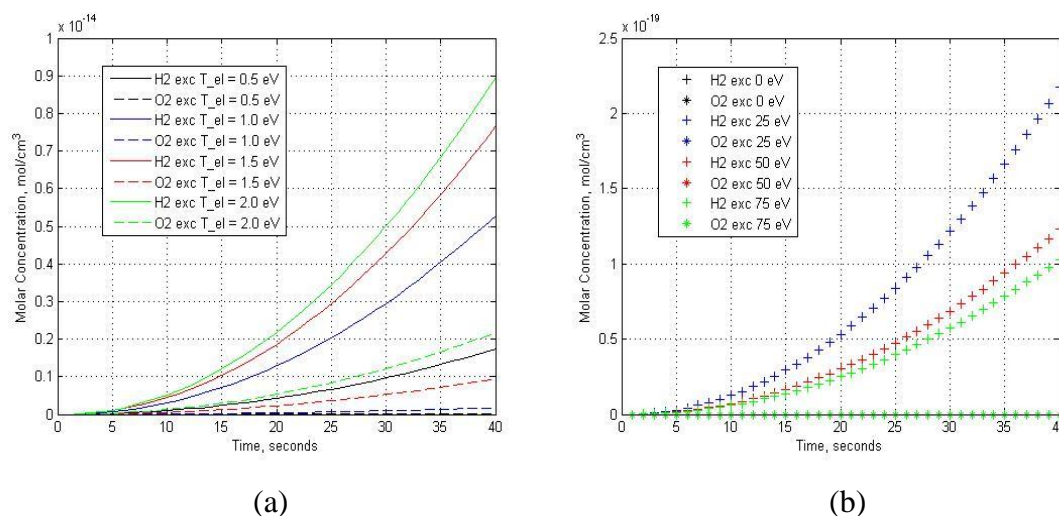 x 10^-14
1
0.9
0.8
0.7
0.6
0.5
0.4
0.3
0.2
0.1
0
0 5 10 15 20 25 30 35 40
Molar Concentration, mol/cm³
Time, seconds
H2 exc T_el = 0.5 eV
O2 exc T_el = 0.5 eV
H2 exc T_el = 1.0 eV
O2 exc T_el = 1.0 eV
H2 exc T_el = 1.5 eV
O2 exc T_el = 1.5 eV
H2 exc T_el = 2.0 eV
O2 exc T_el = 2.0 eV
(a)
x 10^-19
2.5
2
1.5
1
0.5
0
0 5 10 15 20 25 30 35 4
Molar Concentration, mol/cm³
Time, seconds
H2 exc 0 eV
O2 exc 0 eV
H2 exc 25 eV
O2 exc 25 eV
H2 exc 50 eV
O2 exc 50 eV
H2 exc 75 eV
O2 exc 75 eV
(b)